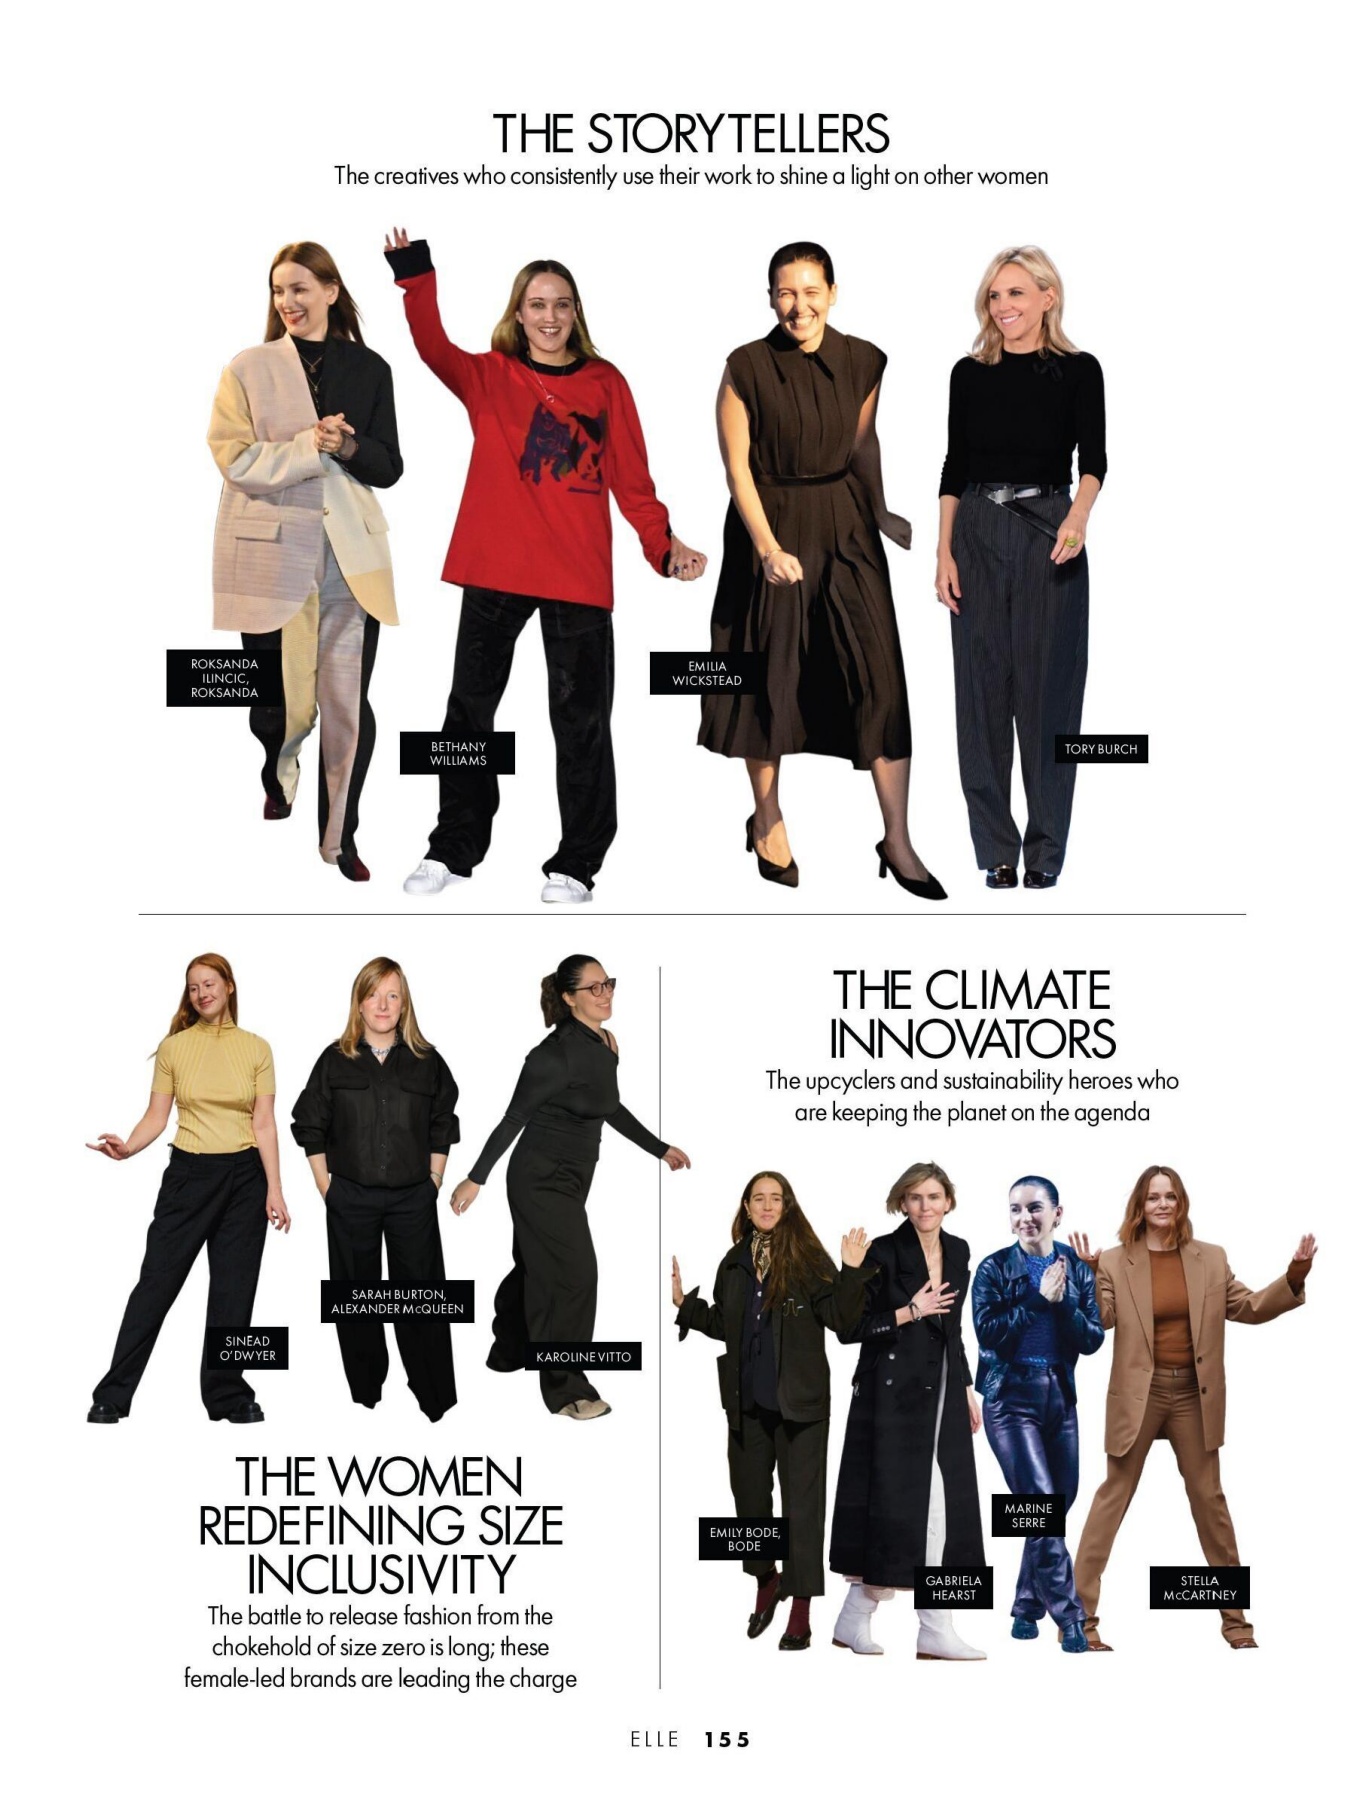 THE STORYTELLERS
The creatives who consistently use their work to shine a light on other women
ROKSANDA
ILINCIC,
ROKSANDA
BETHANY
WILLIAMS
EMILIA
WICKSTEAD
TORY BURCH
SINÉAD
O'DWYER
SARAH BURTON,
ALEXANDER McQUEEN
KAROLINE VITTO
THE WOMEN
REDEFINING SIZE
INCLUSIVITY
The battle to release fashion from the
chokehold of size zero is long; these
female-led brands are leading the charge
THE CLIMATE
INNOVATORS
The upcyclers and sustainability heroes who
are keeping the planet on the agenda
EMILY BODE,
BODE
GABRIELA
HEARST
MARINE
SERRE
STELLA
McCARTNEY
ELLE 155